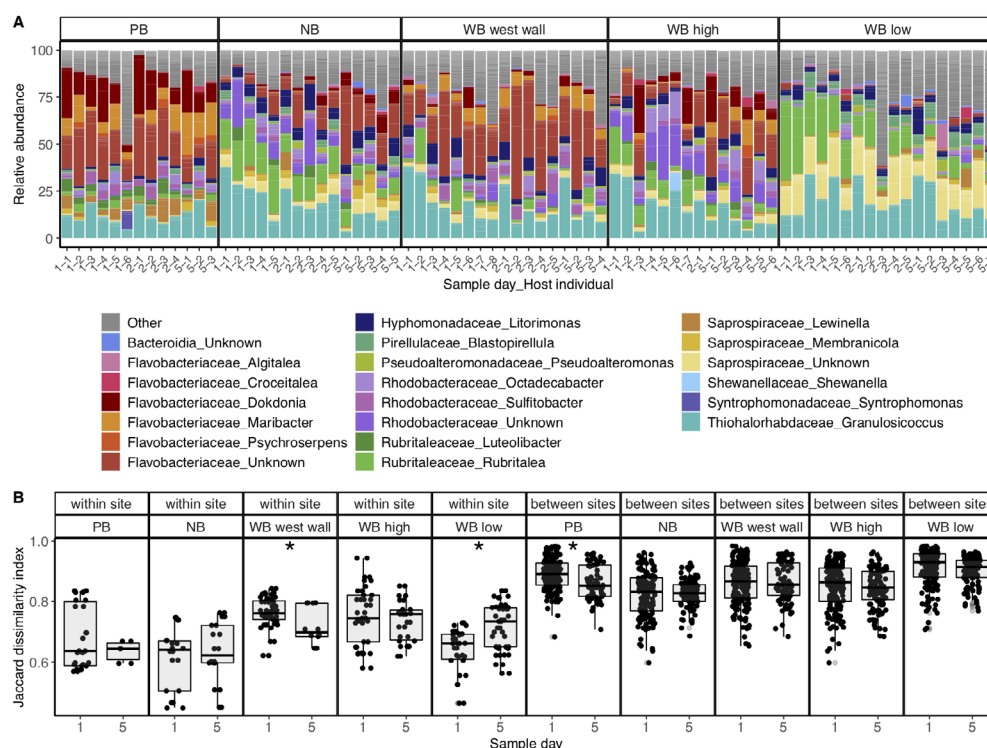 A
PB NB WB west wall WB high WB low
Relative abundance
100
75
50
25
0
Sample day_Host individual
Other
Bacteroidia_Unknown
Flavobacteriaceae_Algitalea
Flavobacteriaceae_Croceitalea
Flavobacteriaceae_Dokdonia
Flavobacteriaceae_Maribacter
Flavobacteriaceae_Psychroserpens
Flavobacteriaceae_Unknown
Hyphomonadaceae_Litorimonas
Pirellulaceae_Blastopirellula
Pseudoalteromonadaceae_Pseudoalteromonas
Rhodobacteraceae_Octadecabacter
Rhodobacteraceae_Sulfitobacter
Rhodobacteraceae_Unknown
Rubritaleaceae_Luteolibacter
Rubritaleaceae_Rubritalea
Saprospiraceae_Lewinella
Saprospiraceae_Membranicola
Saprospiraceae_Unknown
Shewanellaceae_Shewanella
Syntrophomonadaceae_Syntrophomonas
Thiohalorhabdaceae_Granulosicoccus
B
within site within site within site within site within site between sites between sites between sites between sites between sites
PB NB WB west wall WB high WB low PB NB WB west wall WB high WB low
Jaccard dissimilarity index
1.0
0.8
0.6
* * *
1 5 1 5 1 5 1 5 1 5 1 5 1 5 1 5 1 5 1 5
Sample day